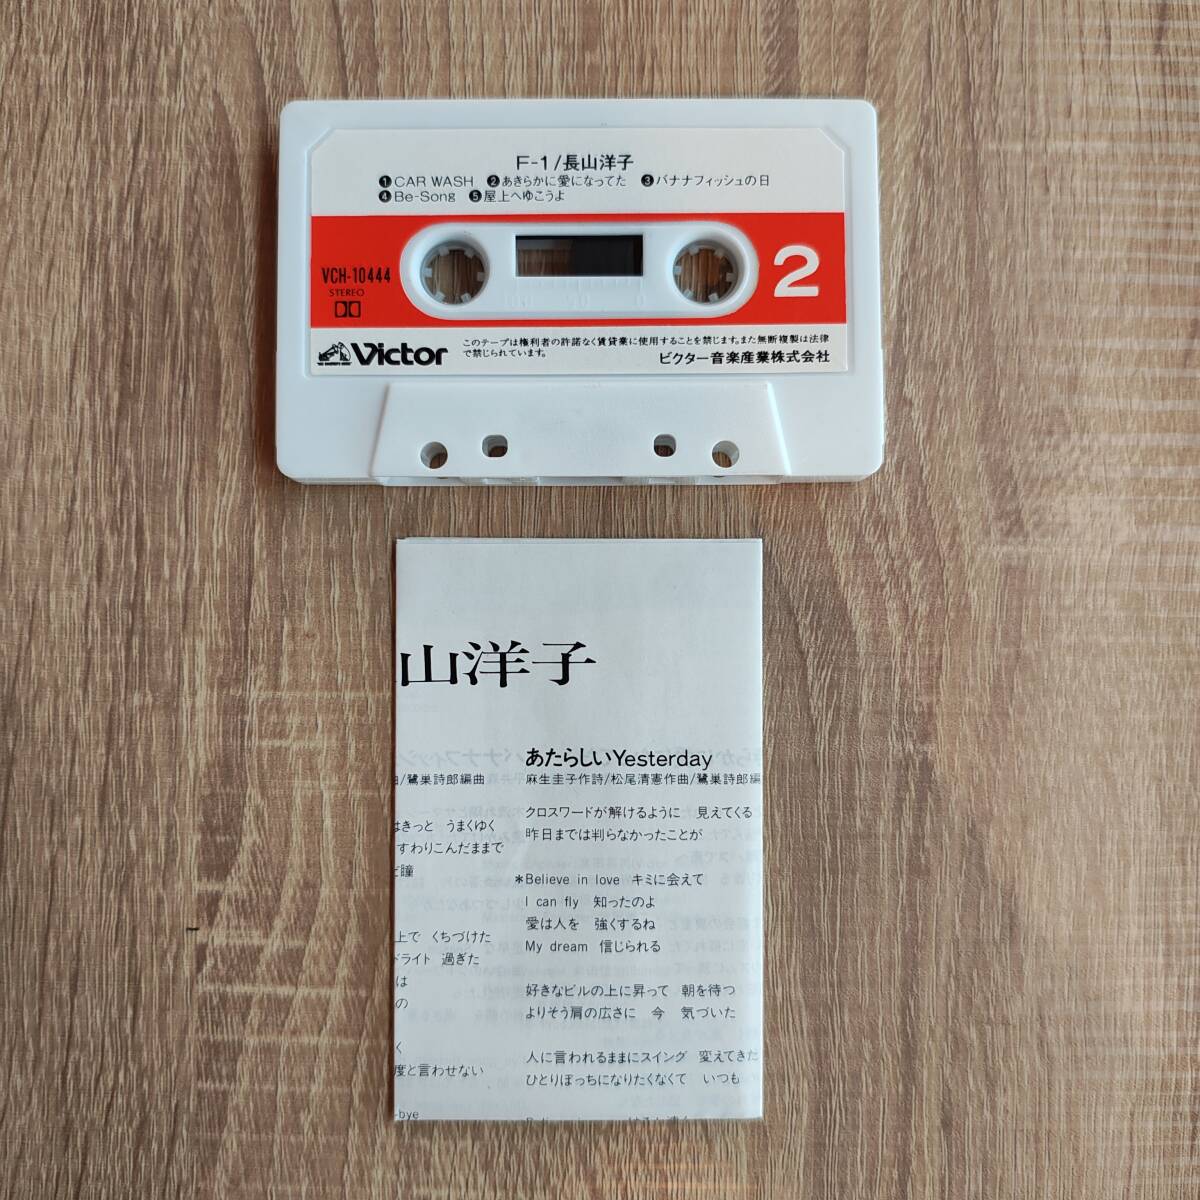 F-1/長山洋子
❶CAR WASH ❷あきらかに愛になってた ❸バナナフィッシュの日
❹Be-Song ❺屋上へゆこうよ
VCH-10444
STEREO
2
Victor
このテープは権利者の許諾なく賃貸業に使用することを禁じます。また無断複製は法律
で禁じられています。
ビクター音楽産業株式会社
山洋子
あたらしいYesterday
麻生圭子作詩/松尾清憲作曲/鷺巣詩郎編
クロスワードが解けるように 見えてくる
昨日までは判らなかったことが
*Believe in love キミに会えて
I can fly 知ったのよ
愛は人を 強くするね
My dream 信じられる
好きなビルの上に昇って 朝を待つ
よりそう肩の広さに 今 気づいた
人に言われるままにスイング 変えてきた
ひとりぼっちになりたくなくて いつも
/鷺巣詩郎編曲
はきっと うまくゆく
すわりこんだままで
瞳
上で くちづけた
ドライト 過ぎた
は
の
く
度と言わせない
-bye